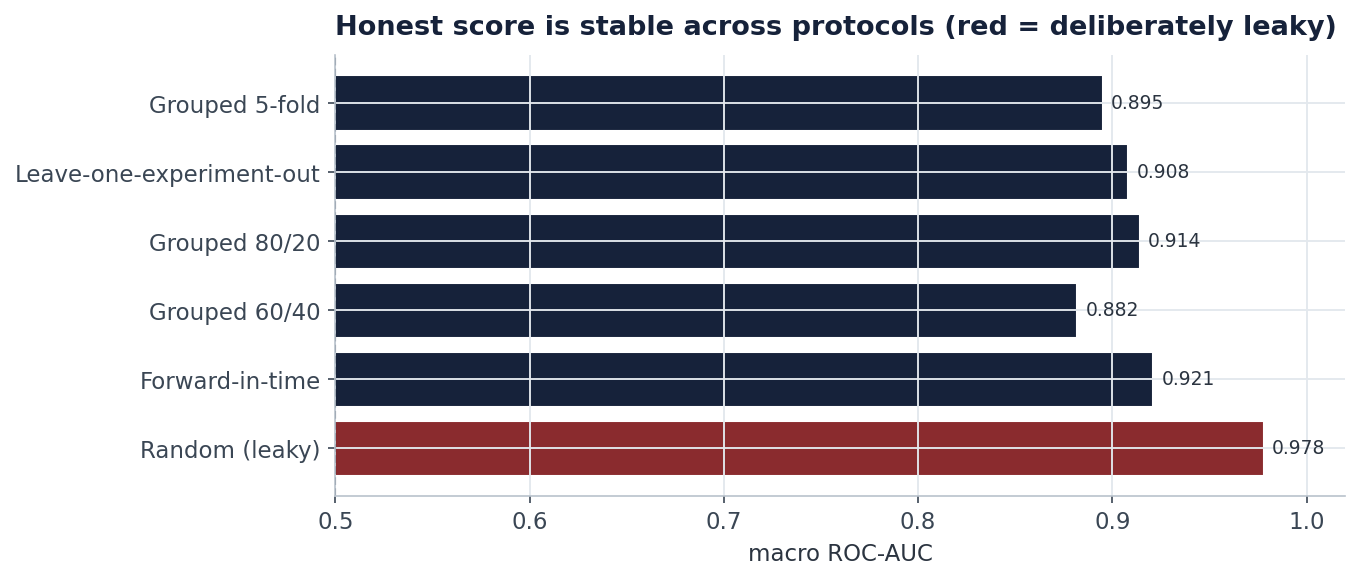 Honest score is stable across protocols (red = deliberately leaky)
Grouped 5-fold
0.895
Leave-one-experiment-out
0.908
Grouped 80/20
0.914
Grouped 60/40
0.882
Forward-in-time
0.921
Random (leaky)
0.978
0.5 0.6 0.7 0.8 0.9 1.0
macro ROC-AUC